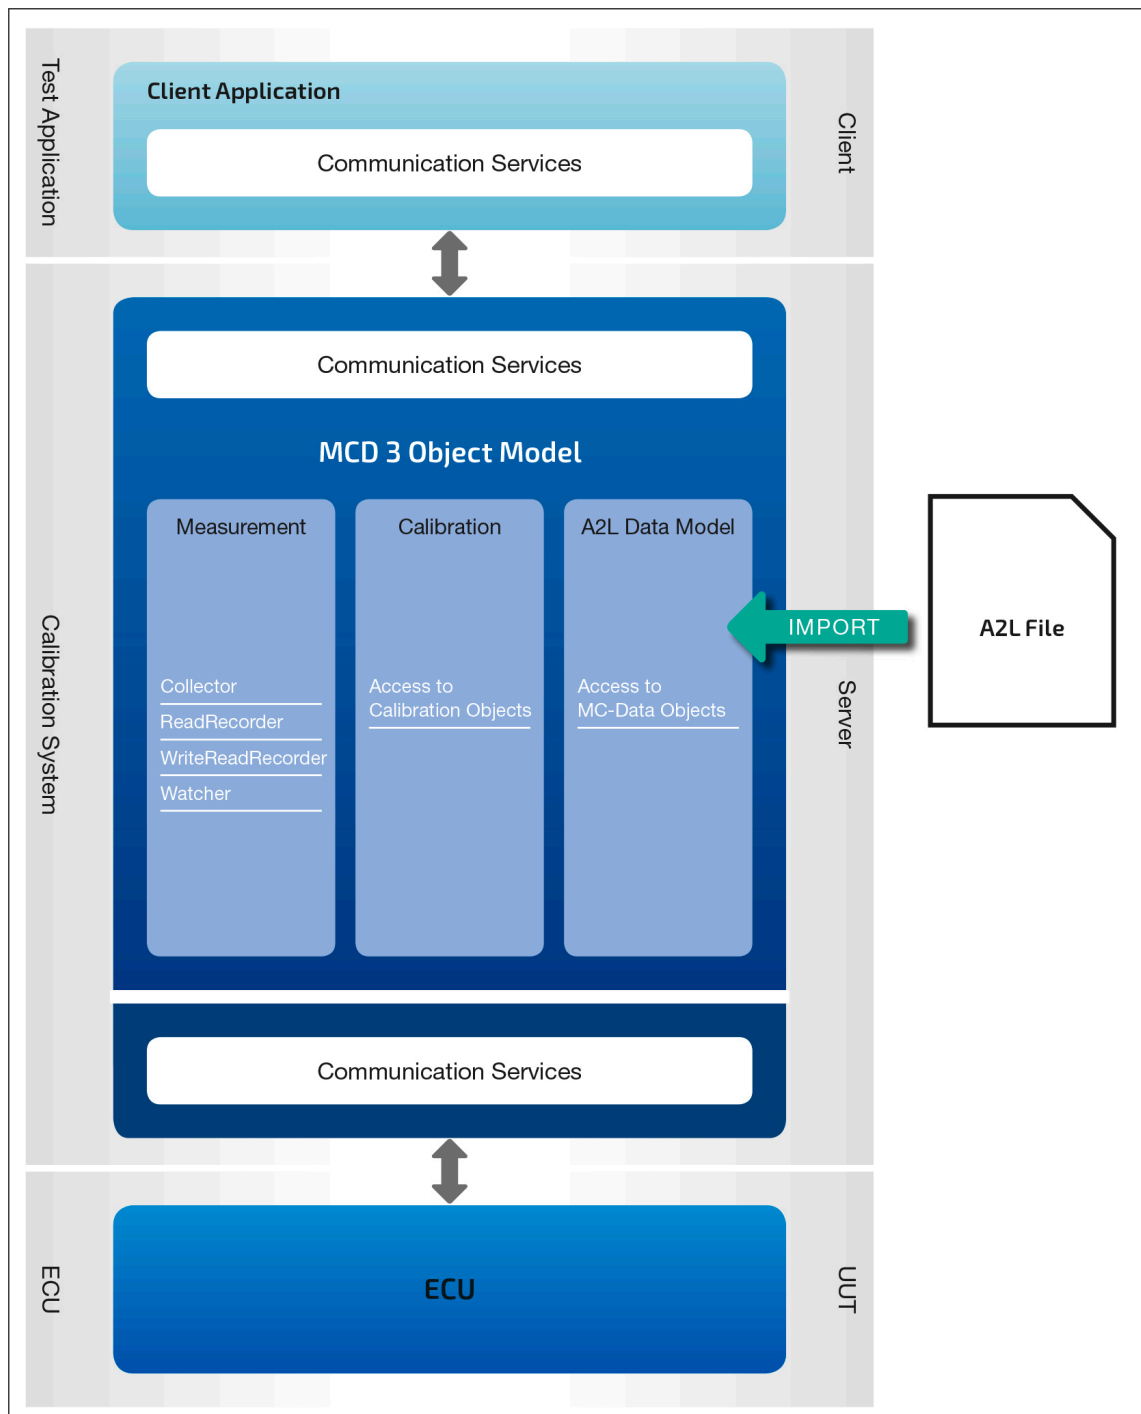 Test Application
Client Application
Communication Services
Client
Calibration System
Communication Services
MCD 3 Object Model
Measurement
Collector
ReadRecorder
WriteReadRecorder
Watcher
Calibration
Access to
Calibration Objects
A2L Data Model
Access to
MC-Data Objects
IMPORT
A2L File
Server
Communication Services
ECU
ECU
UUT